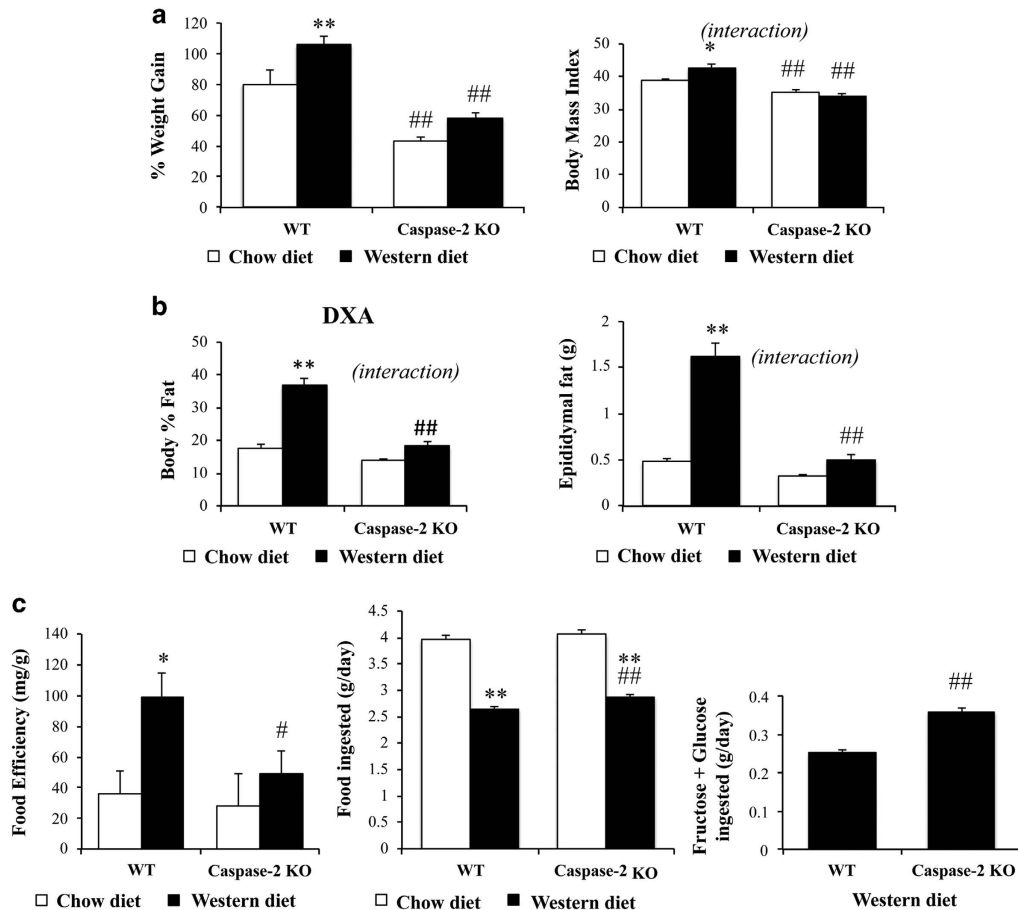 a
% Weight Gain
120
100
80
60
40
20
0
**
##
##
WT
Caspase-2 KO
Chow diet
Western diet
Body Mass Index
50
40
30
20
10
0
(interaction)
*
##
##
WT
Caspase-2 KO
Chow diet
Western diet
b
DXA
Body % Fat
50
40
30
20
10
0
**
(interaction)
##
WT
Caspase-2 KO
Chow diet
Western diet
Epididymal fat (g)
2
1.5
1
0.5
0
**
(interaction)
##
WT
Caspase-2 KO
Chow diet
Western diet
c
Food Efficiency (mg/g)
140
120
100
80
60
40
20
0
*
#
WT
Caspase-2 KO
Chow diet
Western diet
Food ingested (g/day)
4.5
4
3.5
3
2.5
2
1.5
1
0.5
0
**
**
##
WT
Caspase-2 KO
Chow diet
Western diet
Fructose + Glucose
ingested (g/day)
0.4
0.3
0.2
0.1
0
##
WT
Caspase-2 KO
Western diet